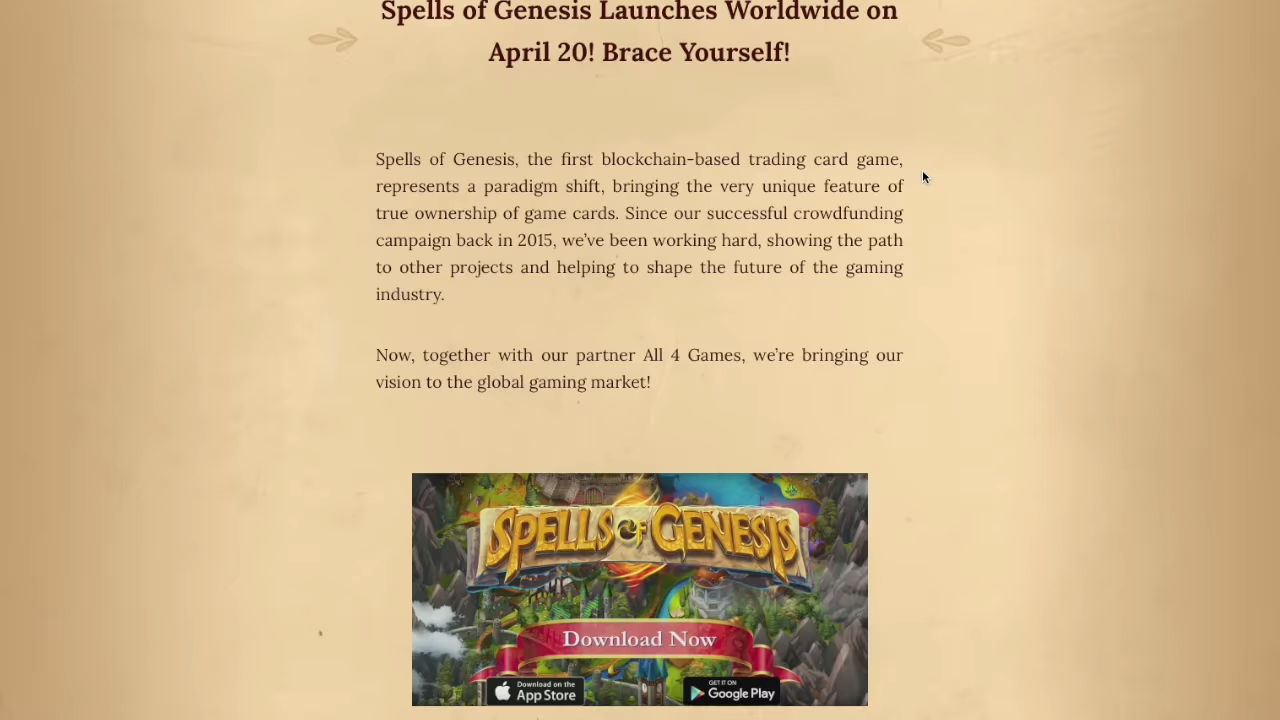 Spells of Genesis Launches Worldwide on
April 20! Brace Yourself!
Spells of Genesis, the first blockchain-based trading card game,
represents a paradigm shift, bringing the very unique feature of
true ownership of game cards. Since our successful crowdfunding
campaign back in 2015, we’ve been working hard, showing the path
to other projects and helping to shape the future of the gaming
industry.
Now, together with our partner All 4 Games, we’re bringing our
vision to the global gaming market!
SPELLS OF GENESIS
Download Now
Download on the
App Store
GET IT ON
Google Play